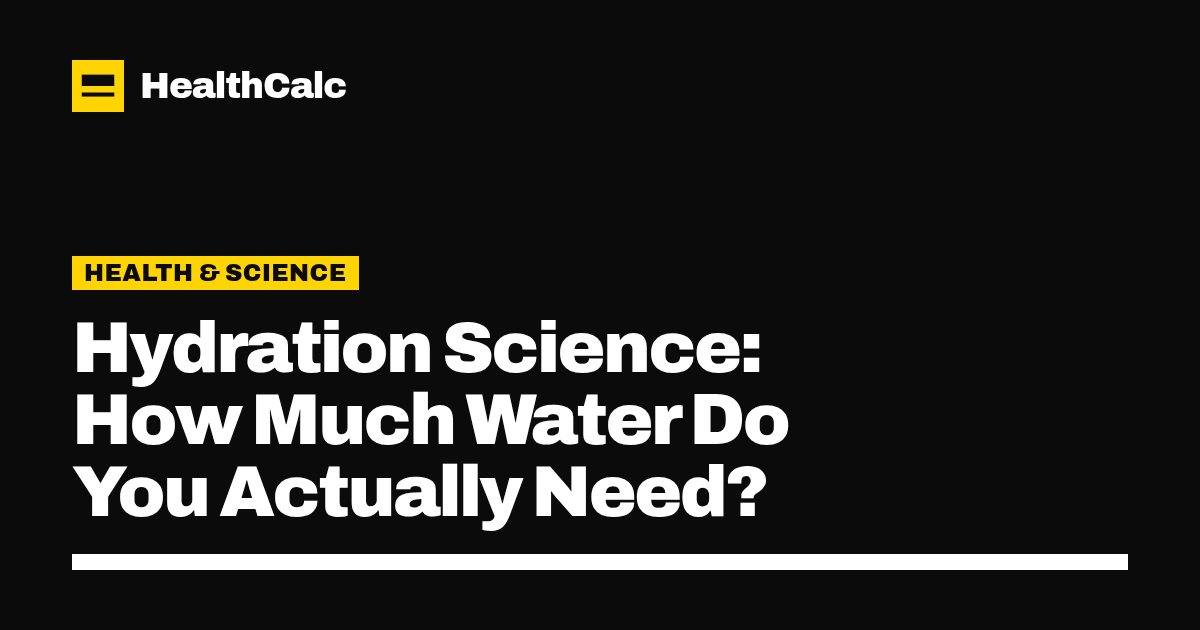 HealthCalc
HEALTH & SCIENCE
Hydration Science:
How Much Water Do
You Actually Need?